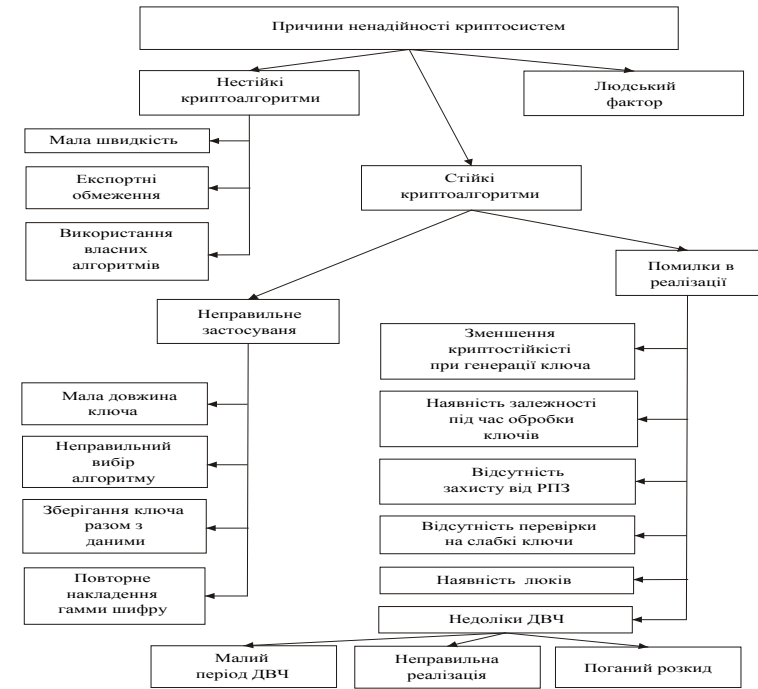 Причини ненадійності криптосистем
Нестійкі
криптоалгоритми
Людський
фактор
Мала швидкість
Експортні
обмеження
Використання
власних
алгоритмів
Стійкі
криптоалгоритми
Помилки в
реалізації
Неправильне
застосуваня
Мала довжина
ключа
Неправильний
вибір
алгоритму
Зберігання ключа
разом з
даними
Повторне
накладення
гамми шифру
Зменшення
криптостійкісті
при генерації ключа
Наявність залежності
під час обробки
ключів
Відсутність
захисту від РПЗ
Відсутність перевірки
на слабкі ключи
Наявність люків
Недоліки ДВЧ
Малий
період ДВЧ
Неправильна
реалізація
Поганий розкид